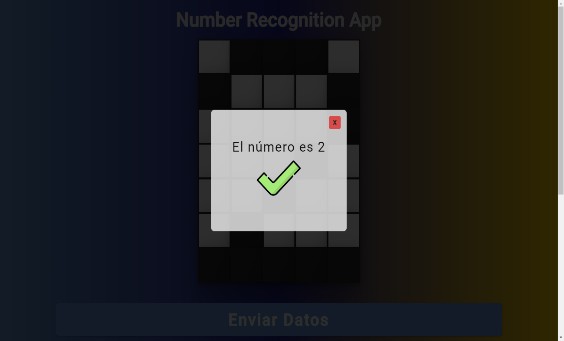 Number Recognition App
x
El número es 2
Enviar Datos